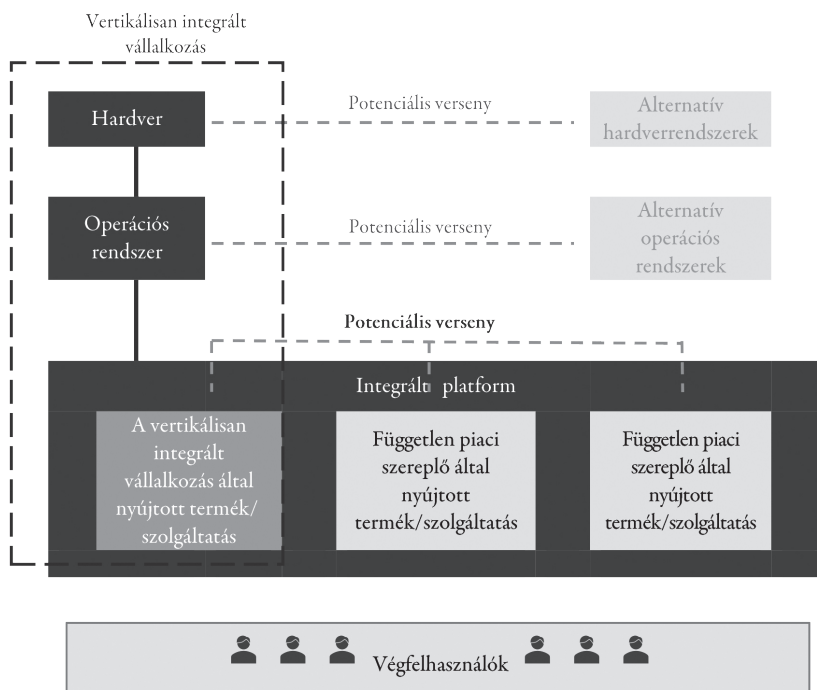 Vertikálisan integrált
vállalkozás
Hardver
Potenciális verseny
Alternatív
hardverrendszerek
Operációs
rendszer
Potenciális verseny
Alternatív
operációs
rendszerek
Potenciális verseny
Integrált platform
A vertikálisan
integrált
vállalkozás által
nyújtott termék/
szolgáltatás
Független piaci
szereplő által
nyújtott
termék/szolgáltatás
Független piaci
szereplő által
nyújtott
termék/szolgáltatás
Végfelhasználók